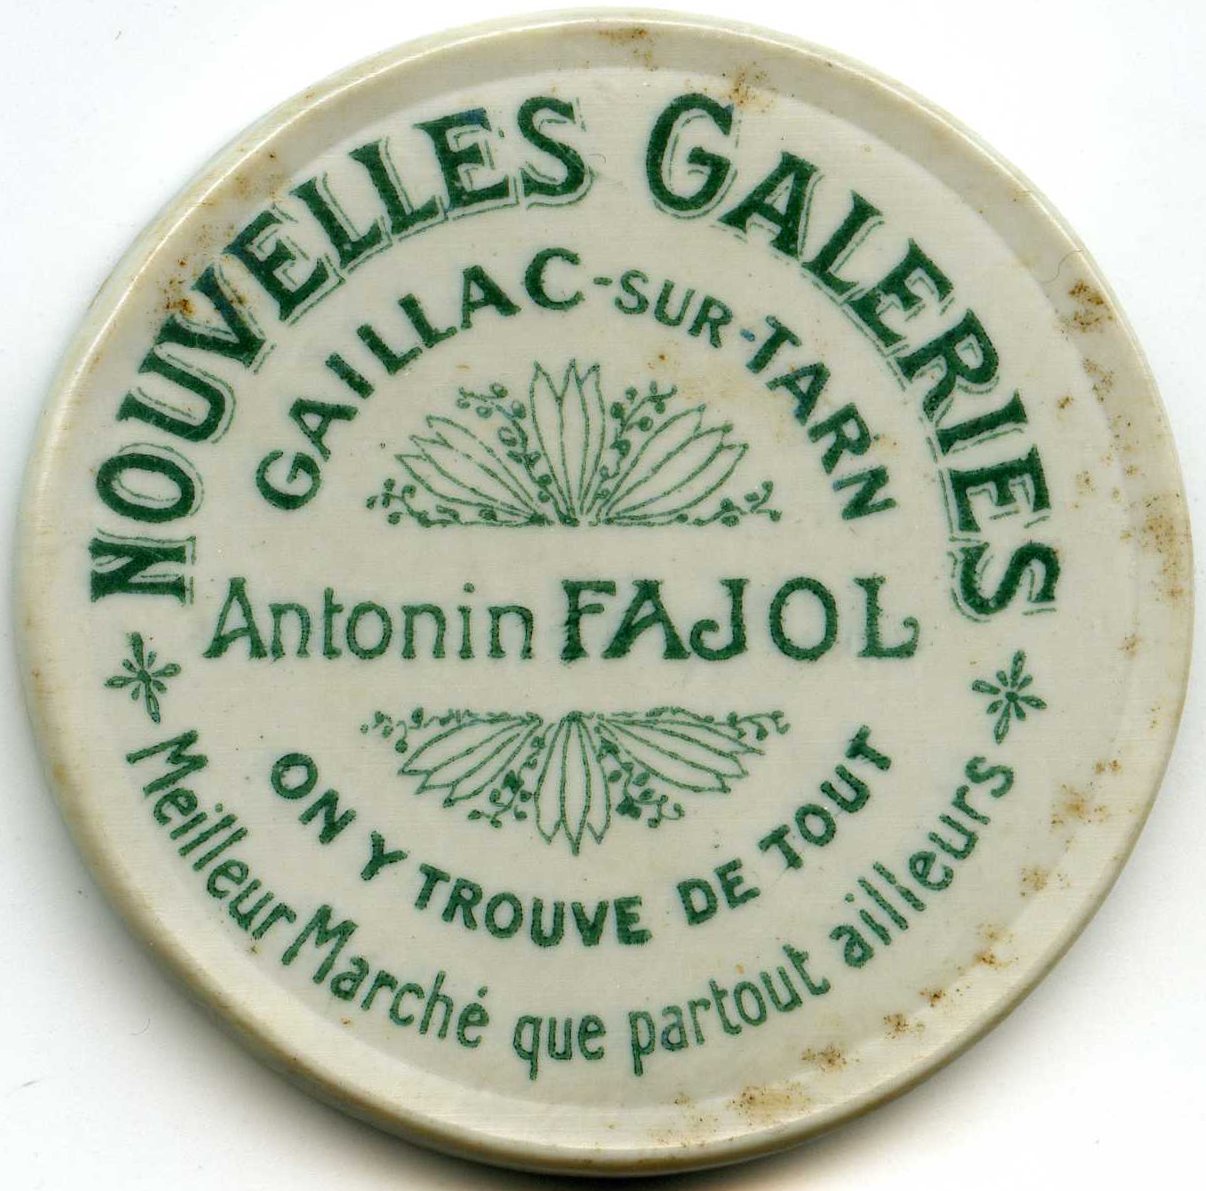 NOUVELLES GALERIES
GAILLAC-SUR-TARN
Antonin FAJOL
ON Y TROUVE DE TOUT
Meilleur Marché que partout ailleurs